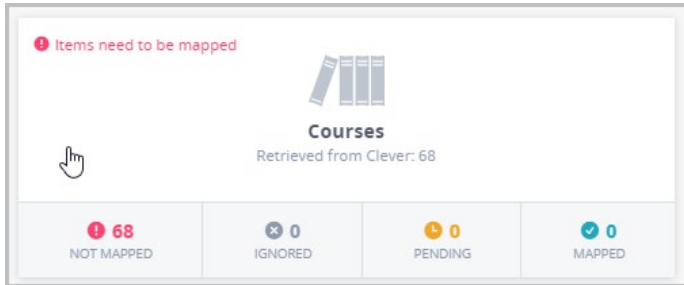 Items need to be mapped
Courses
Retrieved from Clever: 68
68
NOT MAPPED
0
IGNORED
0
PENDING
0
MAPPED